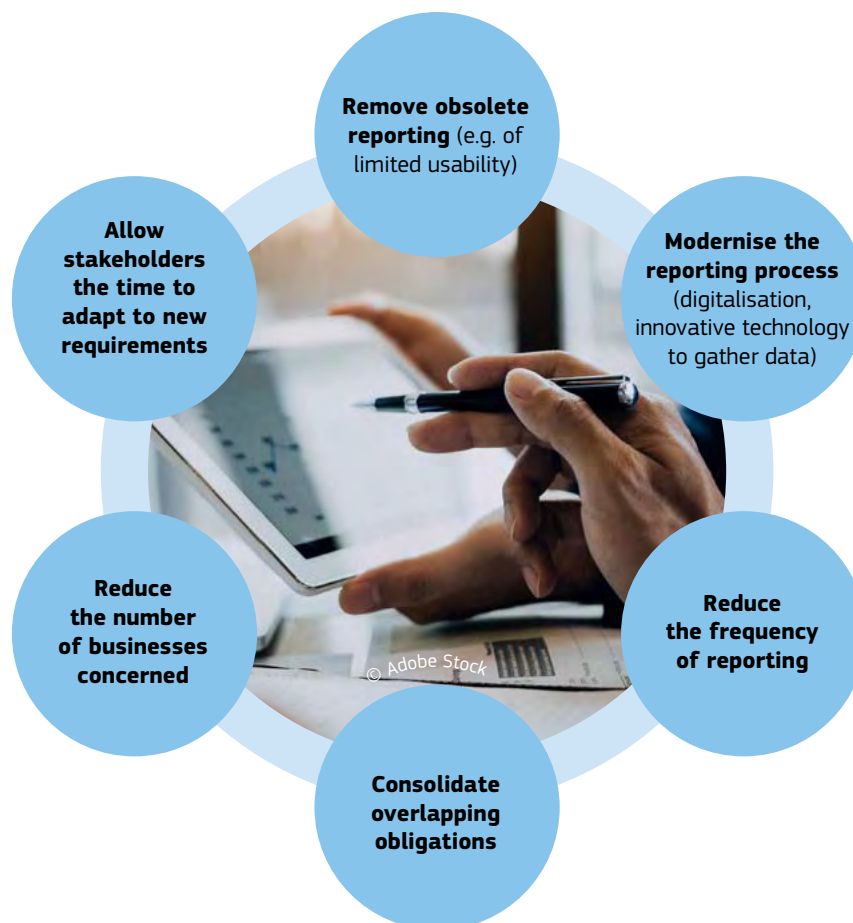 Remove obsolete
reporting (e.g. of
limited usability)
Modernise the
reporting process
(digitalisation,
innovative technology
to gather data)
Reduce
the frequency
of reporting
Consolidate
overlapping
obligations
Reduce
the number
of businesses
concerned
Allow
stakeholders
the time to
adapt to new
requirements
© Adobe Stock